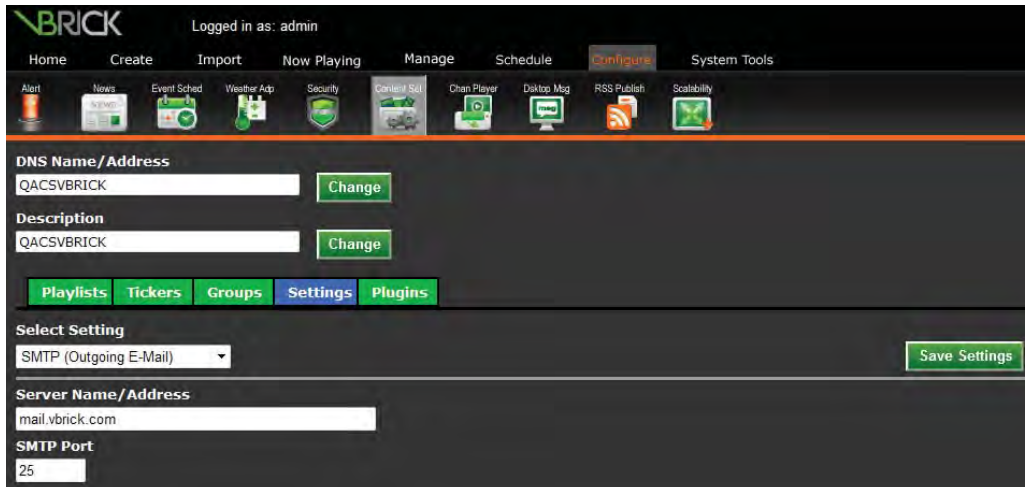 VBRICK Logged in as: admin
Home Create Import Now Playing Manage Schedule Configure System Tools
Alert News Event Sched Weather Adp Security Content Set Chan Player Dsktop Msg RSS Publish Scalability
NEWS
msg
DNS Name/Address
QACSVBRICK Change
Description
QACSVBRICK Change
Playlists Tickers Groups Settings Plugins
Select Setting
SMTP (Outgoing E-Mail) Save Settings
Server Name/Address
mail.vbrick.com
SMTP Port
25